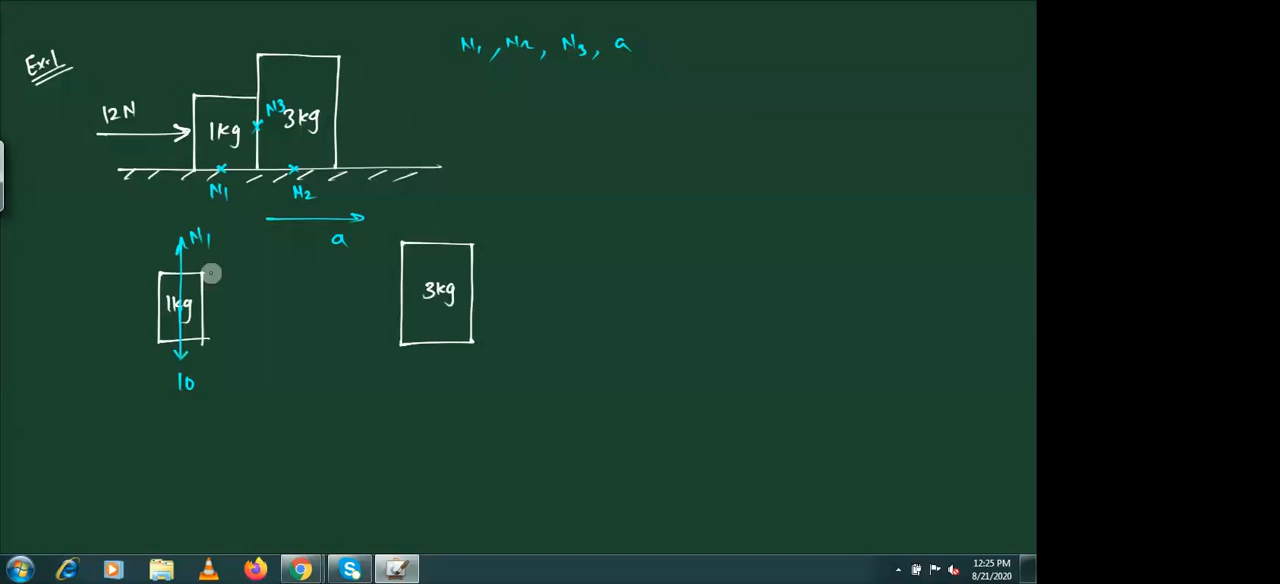 Ex-1
N1, N2, N3, a
12N
1kg
N3
3kg
N1
N2
a
N1
1kg
10
3kg
12:25 PM
8/21/2020